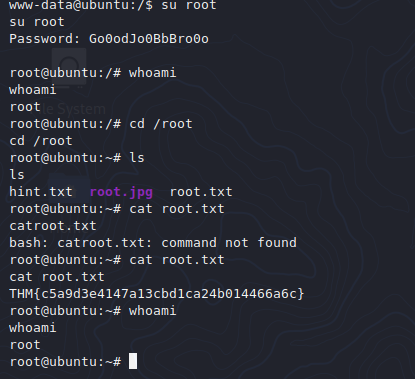 www-data@ubuntu:/$ su root
su root
Password: Go0odJo0BbBro0o
root@ubuntu:/# whoami
whoami
root
root@ubuntu:/# cd /root
cd /root
root@ubuntu:~# ls
ls
hint.txt  root.jpg  root.txt
root@ubuntu:~# cat root.txt
catroot.txt
bash: catroot.txt: command not found
root@ubuntu:~# cat root.txt
cat root.txt
THM{c5a9d3e4147a13cbd1ca24b014466a6c}
root@ubuntu:~# whoami
whoami
root
root@ubuntu:~#